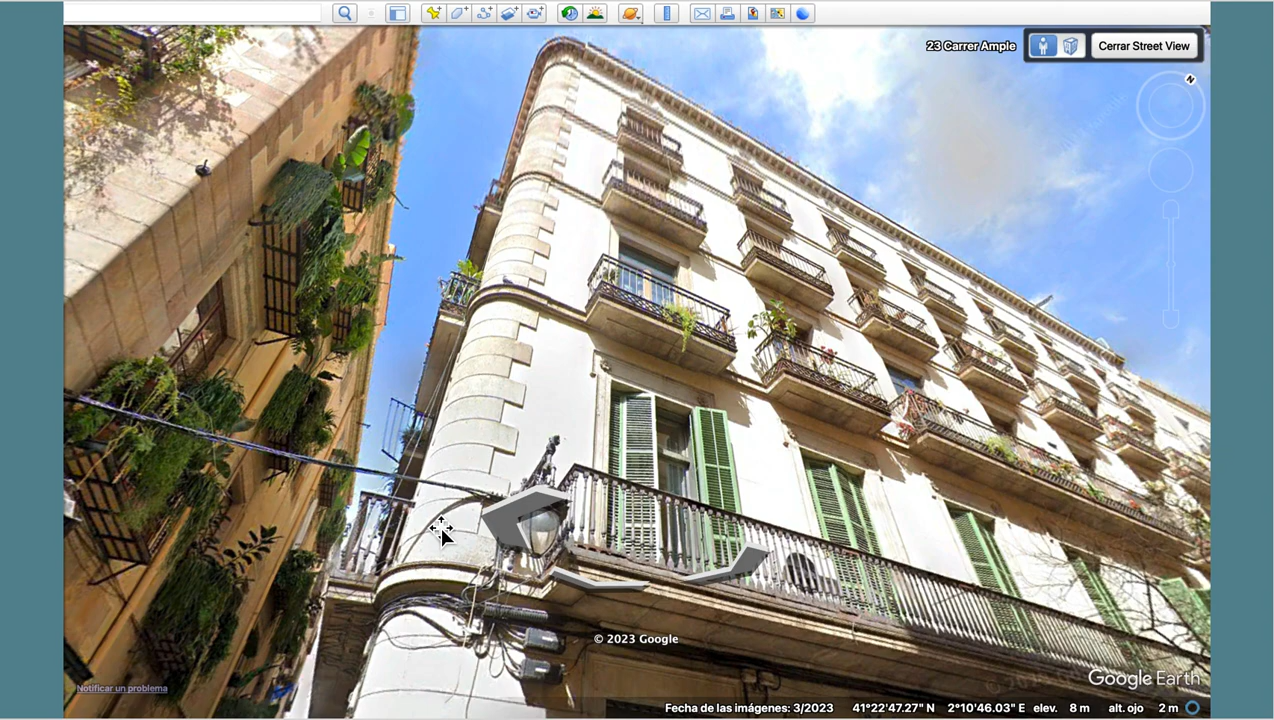 23 Carrer Ample
Cerrar Street View
N
© 2023 Google
Google Earth
Notificar un problema
Fecha de las imágenes: 3/2023 41°22'47.27" N 2°10'46.03" E elev. 8 m alt. ojo 2 m